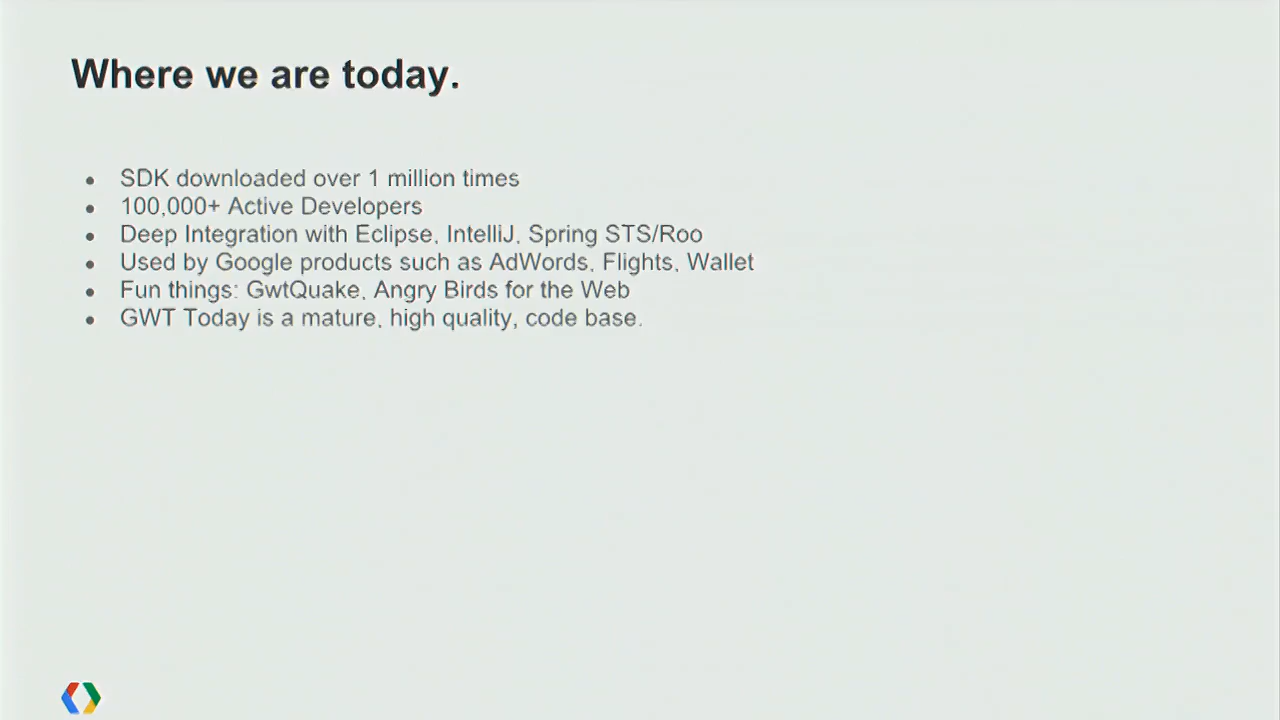 Where we are today.
SDK downloaded over 1 million times
100,000+ Active Developers
Deep Integration with Eclipse, IntelliJ, Spring STS/Roo
Used by Google products such as AdWords, Flights, Wallet
Fun things: GwtQuake, Angry Birds for the Web
GWT Today is a mature, high quality, code base.